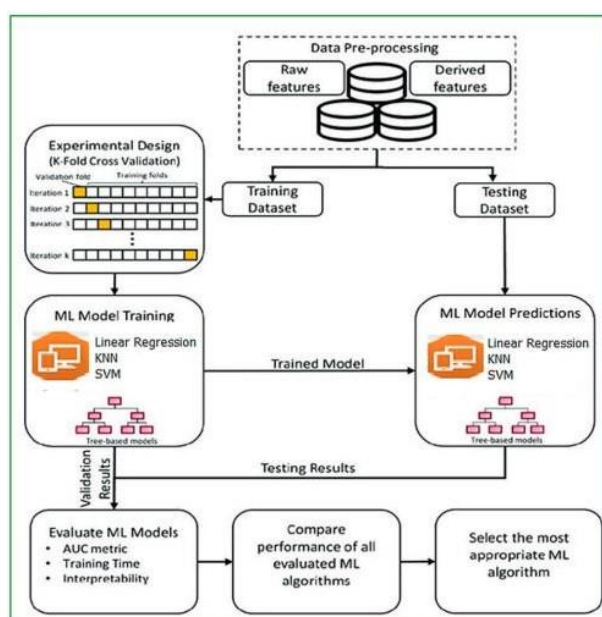 Data Pre-processing
Raw
features
Derived
features
Experimental Design
(K-Fold Cross Validation)
Validation fold
Training folds
Iteration 1
Iteration 2
Iteration 3
Iteration k
Training
Dataset
Testing
Dataset
ML Model Training
Linear Regression
KNN
SVM
Tree-based models
Trained Model
ML Model Predictions
Linear Regression
KNN
SVM
Tree-based models
Validation
Results
Testing Results
Evaluate ML Models
• AUC metric
• Training Time
• Interpretability
Compare
performance of all
evaluated ML
algorithms
Select the most
appropriate ML
algorithm